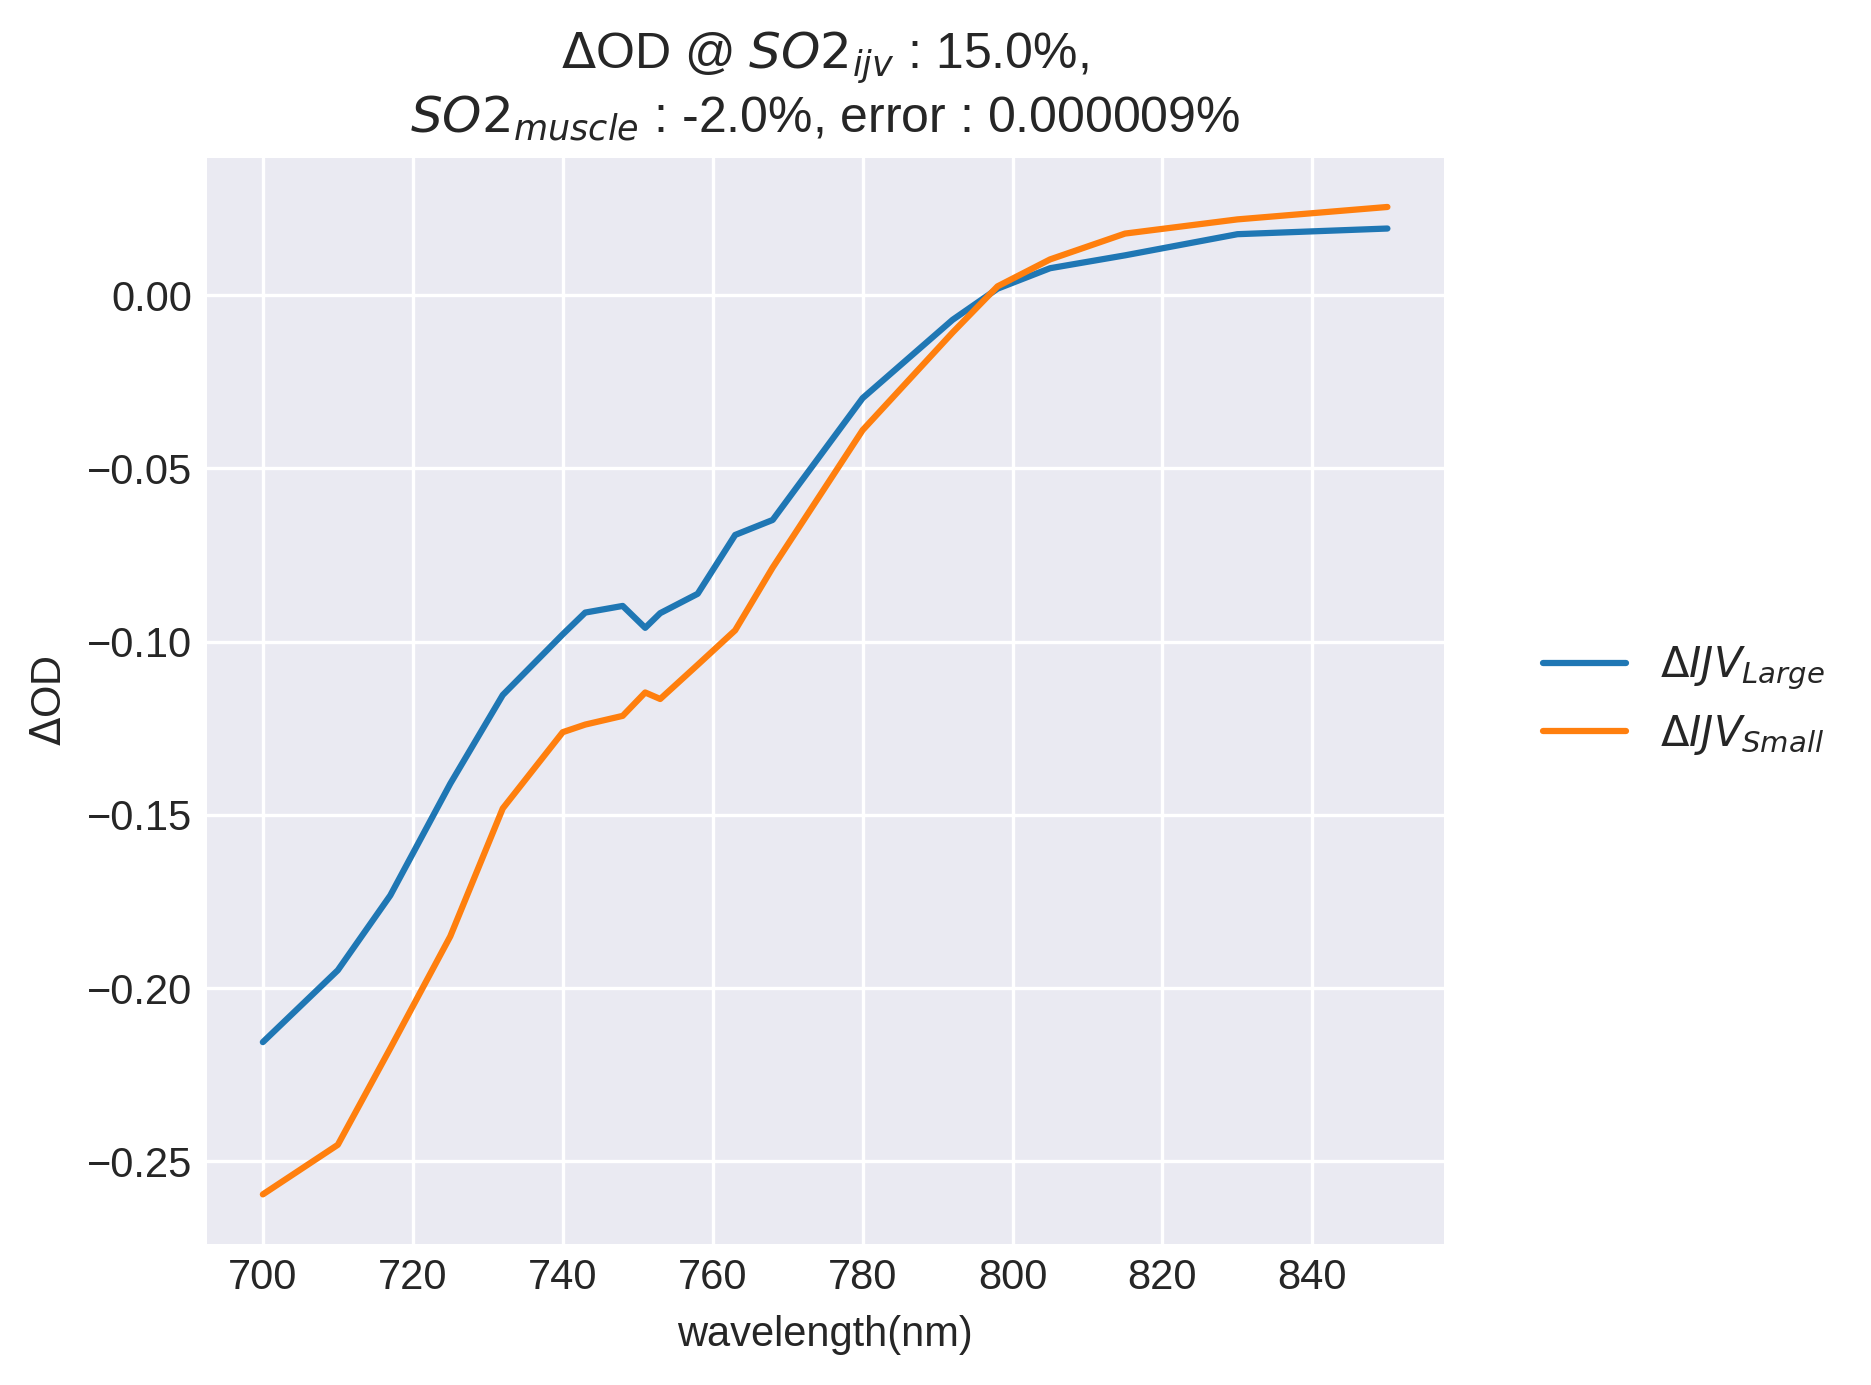 ΔOD @ SO2ijv : 15.0%,
SO2muscle : -2.0%, error : 0.000009%
0.00
−0.05
−0.10
−0.15
−0.20
−0.25
ΔOD
700 720 740 760 780 800 820 840
wavelength(nm)
ΔIJVLarge
ΔIJVSmall